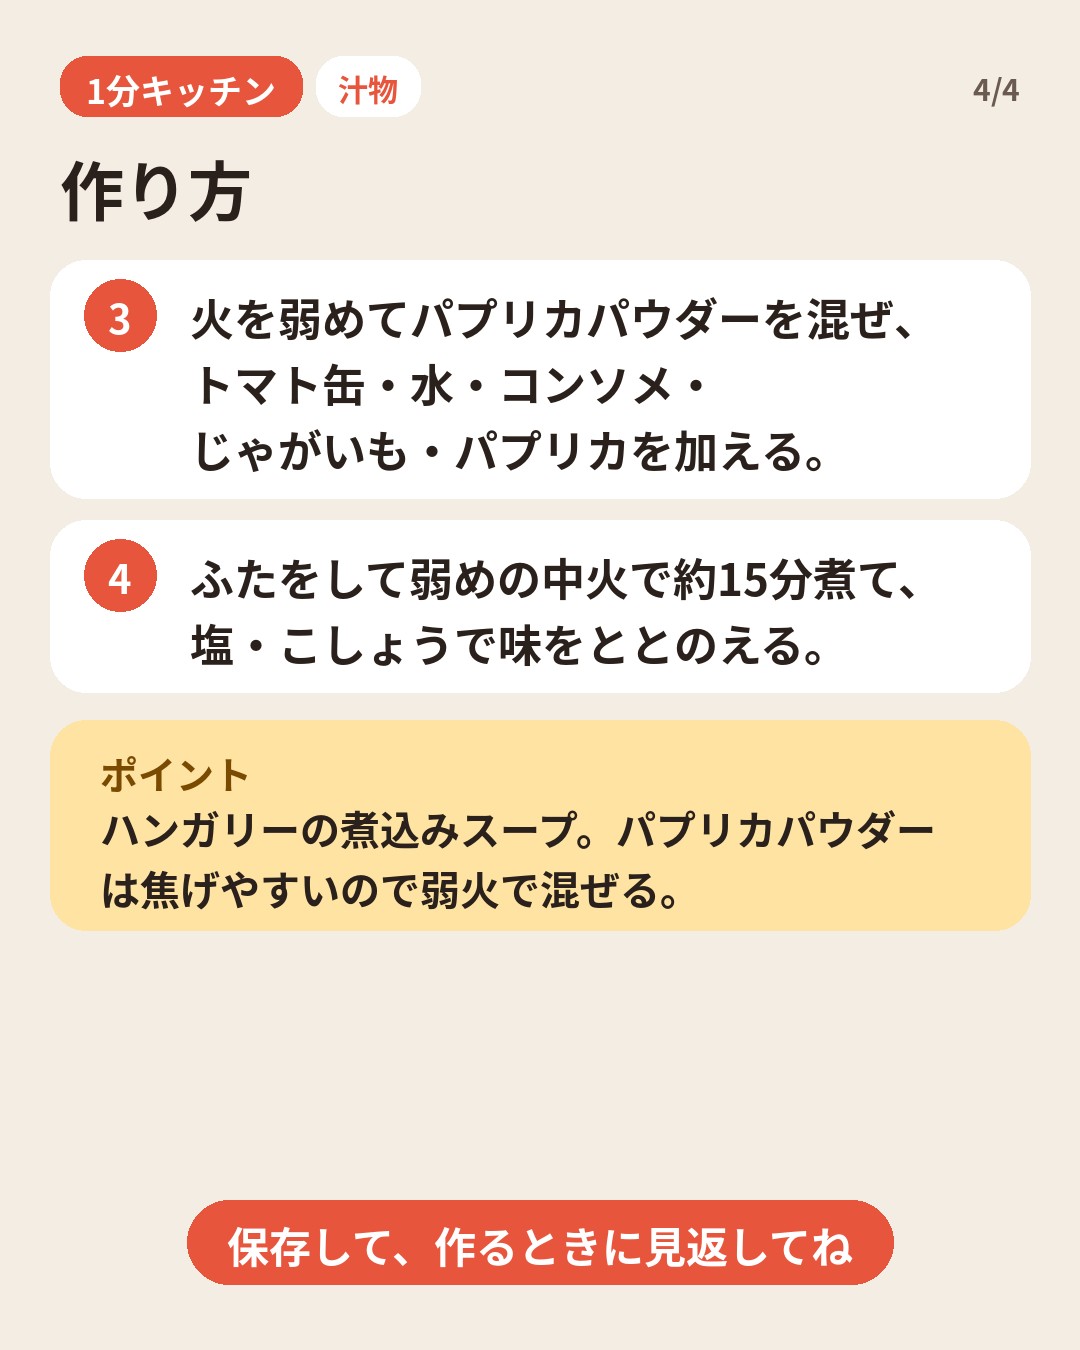 1分キッチン 汁物 4/4
作り方
3 火を弱めてパプリカパウダーを混ぜ、
トマト缶・水・コンソメ・
じゃがいも・パプリカを加える。
4 ふたをして弱めの中火で約15分煮て、
塩・こしょうで味をととのえる。
ポイント
ハンガリーの煮込みスープ。パプリカパウダー
は焦げやすいので弱火で混ぜる。
保存して、作るときに見返してね